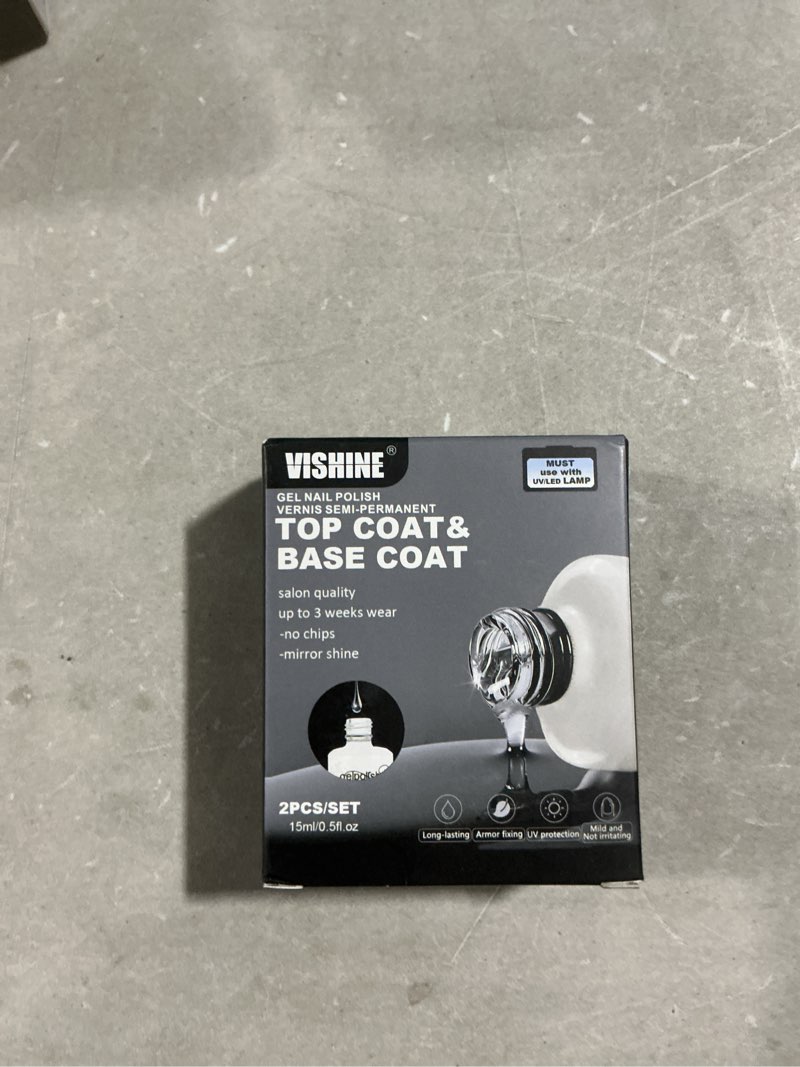 VISHINE®
MUST
use with
UV/LED LAMP
GEL NAIL POLISH
VERNIS SEMI-PERMANENT
TOP COAT&
BASE COAT
salon quality
up to 3 weeks wear
-no chips
-mirror shine
2PCS/SET
15ml/0.5fl.oz
Long-lasting
Armor fixing
UV protection
Mild and
Not irritating